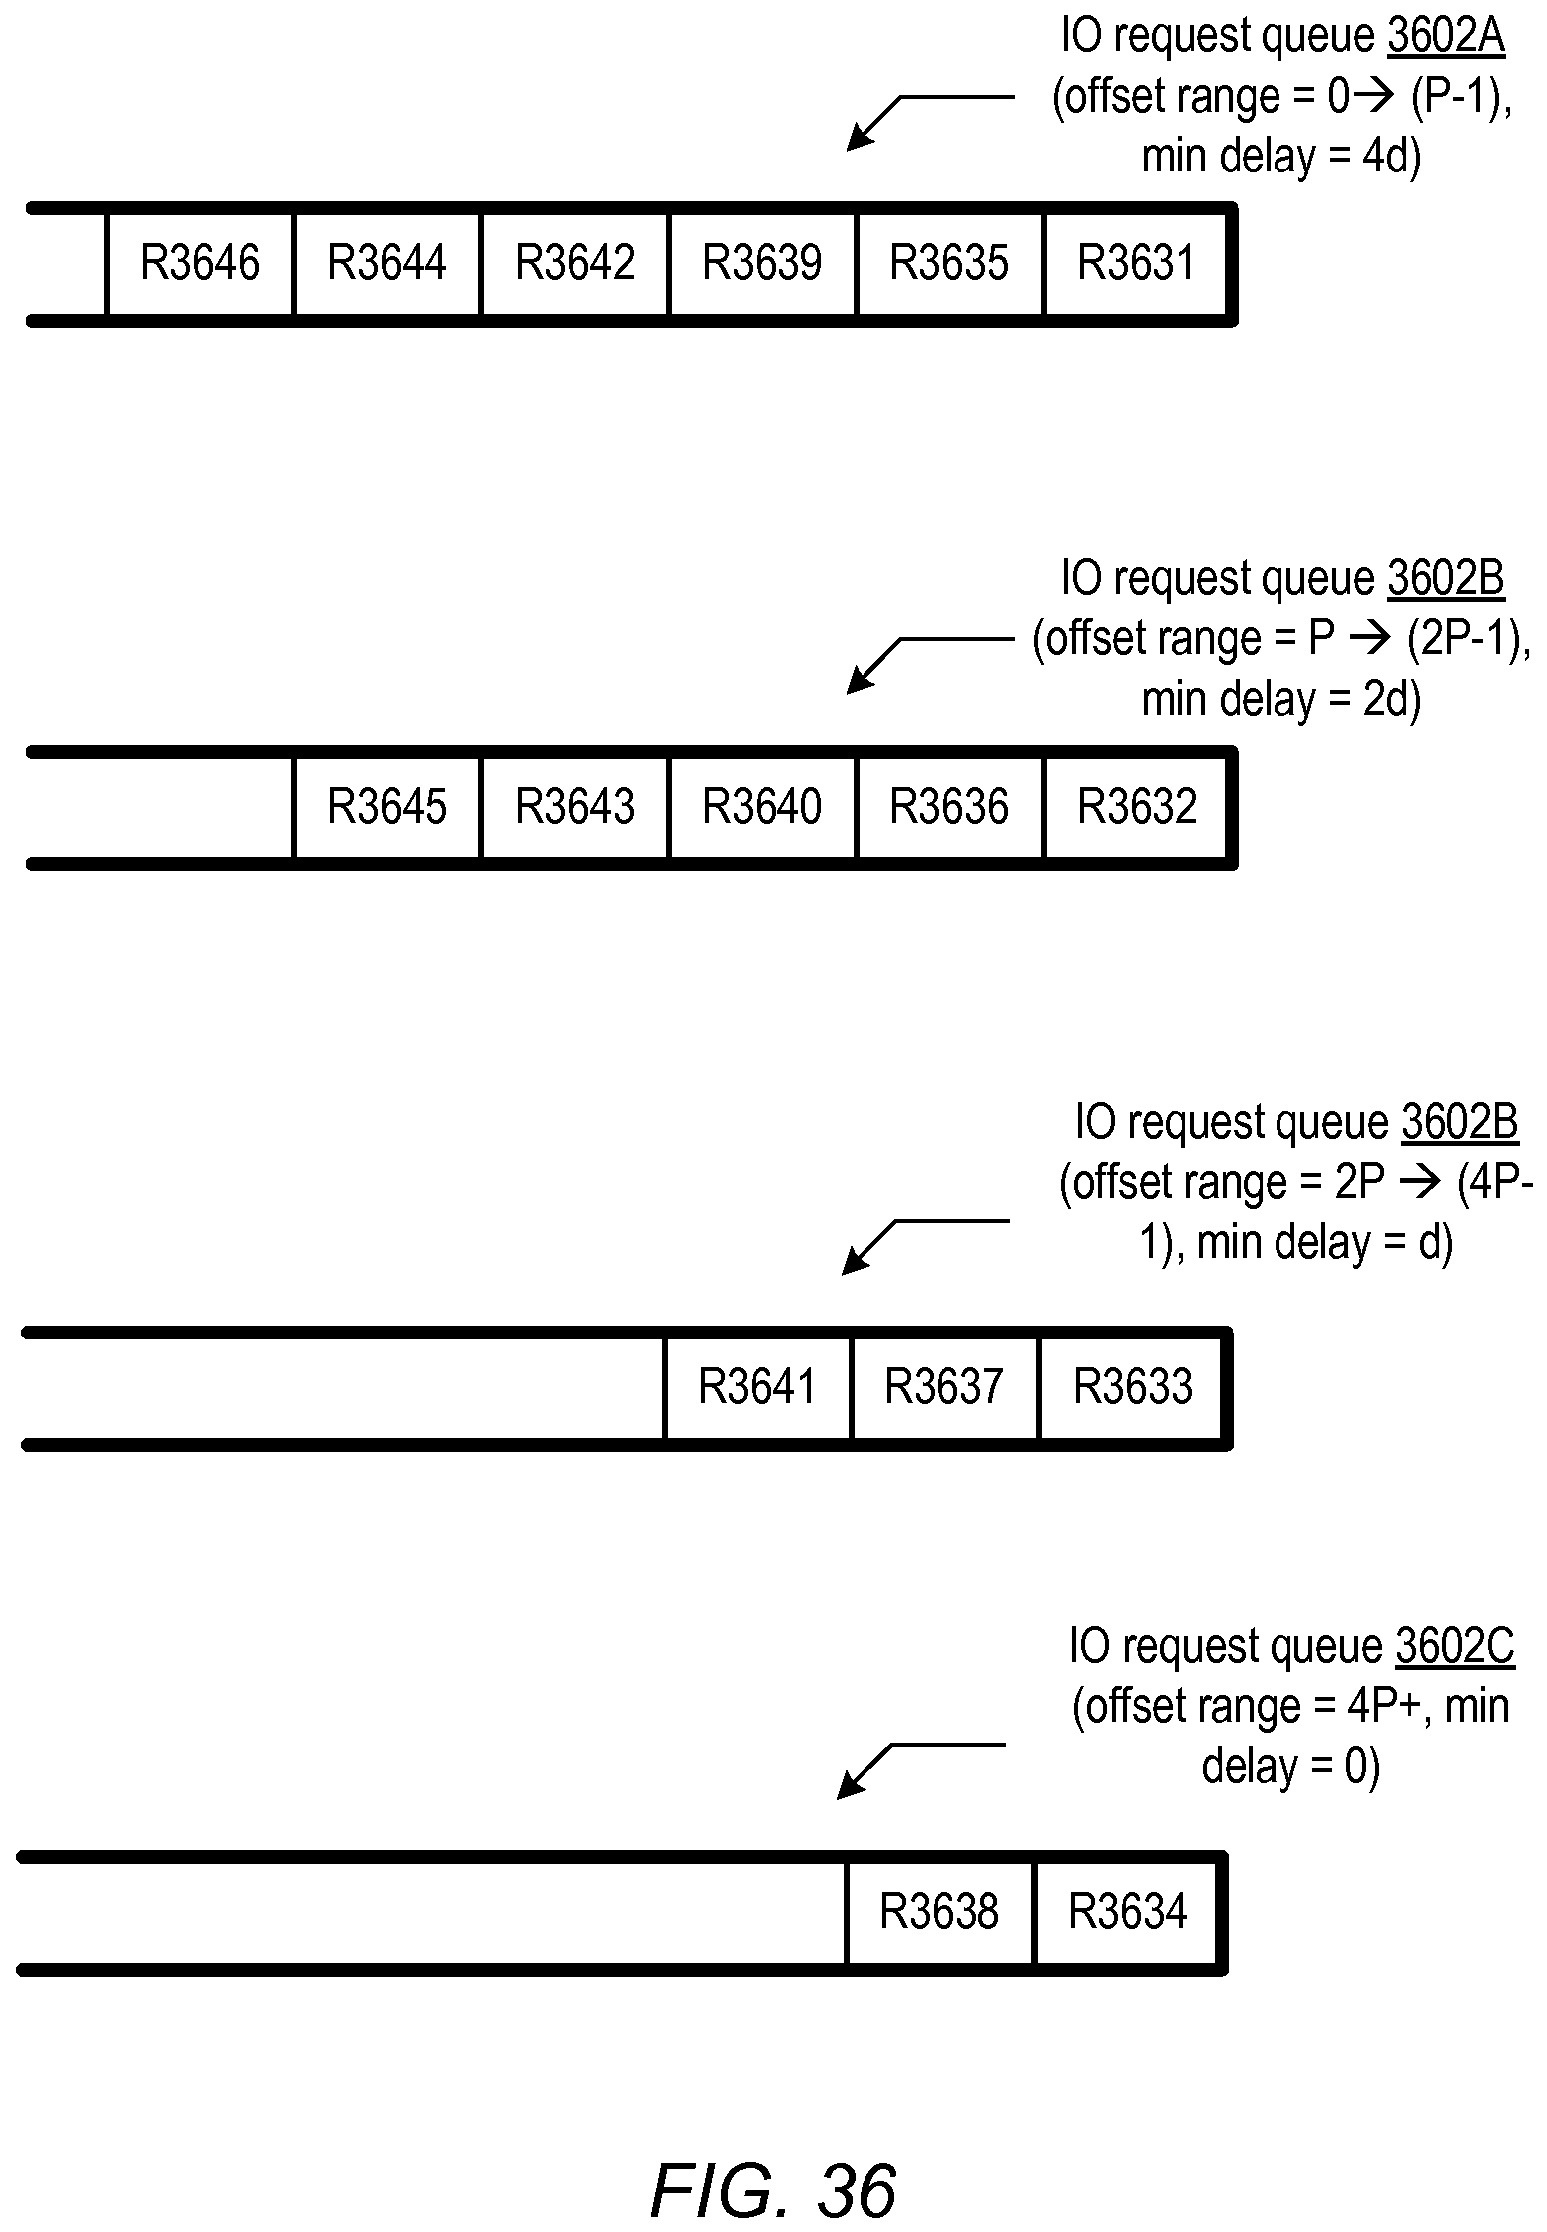 IO request queue 3602A
(offset range = 0→ (P-1),
min delay = 4d)
R3646 R3644 R3642 R3639 R3635 R3631
IO request queue 3602B
(offset range = P → (2P-1),
min delay = 2d)
R3645 R3643 R3640 R3636 R3632
IO request queue 3602B
(offset range = 2P → (4P-
1), min delay = d)
R3641 R3637 R3633
IO request queue 3602C
(offset range = 4P+, min
delay = 0)
R3638 R3634
FIG. 36